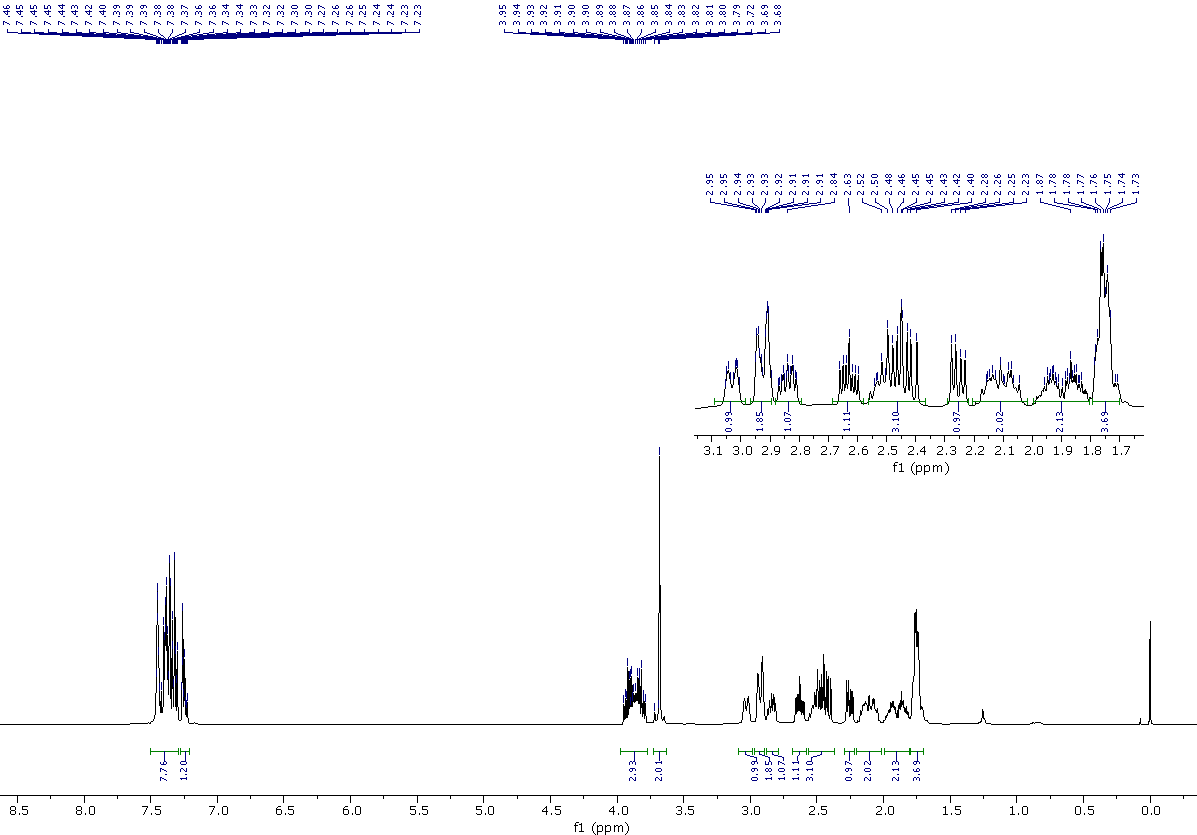 7.46 7.45 7.45 7.45 7.44 7.43 7.42 7.40 7.39 7.39 7.39 7.38 7.38 7.37 7.36 7.36 7.34 7.34 7.33 7.32 7.32 7.30 7.30 7.27 7.26 7.26 7.25 7.24 7.24 7.23 7.23
3.95 3.94 3.93 3.92 3.91 3.90 3.90 3.89 3.88 3.87 3.86 3.85 3.84 3.83 3.82 3.81 3.80 3.79 3.72 3.69 3.68
2.95 2.95 2.94 2.93 2.93 2.92 2.91 2.91 2.91 2.84 2.63 2.52 2.50 2.48 2.46 2.45 2.45 2.43 2.42 2.40 2.28 2.26 2.25 2.23 1.87 1.78 1.78 1.77 1.76 1.75 1.74 1.73
0.99 1.85 1.07 1.11 3.10 0.97 2.02 2.13 3.69
3.1 3.0 2.9 2.8 2.7 2.6 2.5 2.4 2.3 2.2 2.1 2.0 1.9 1.8 1.7
f1 (ppm)
7.76 1.20 2.93 2.01 0.99 1.85 1.07 1.11 3.10 0.97 2.02 2.13 3.69
8.5 8.0 7.5 7.0 6.5 6.0 5.5 5.0 4.5 4.0 3.5 3.0 2.5 2.0 1.5 1.0 0.5 0.0
f1 (ppm)